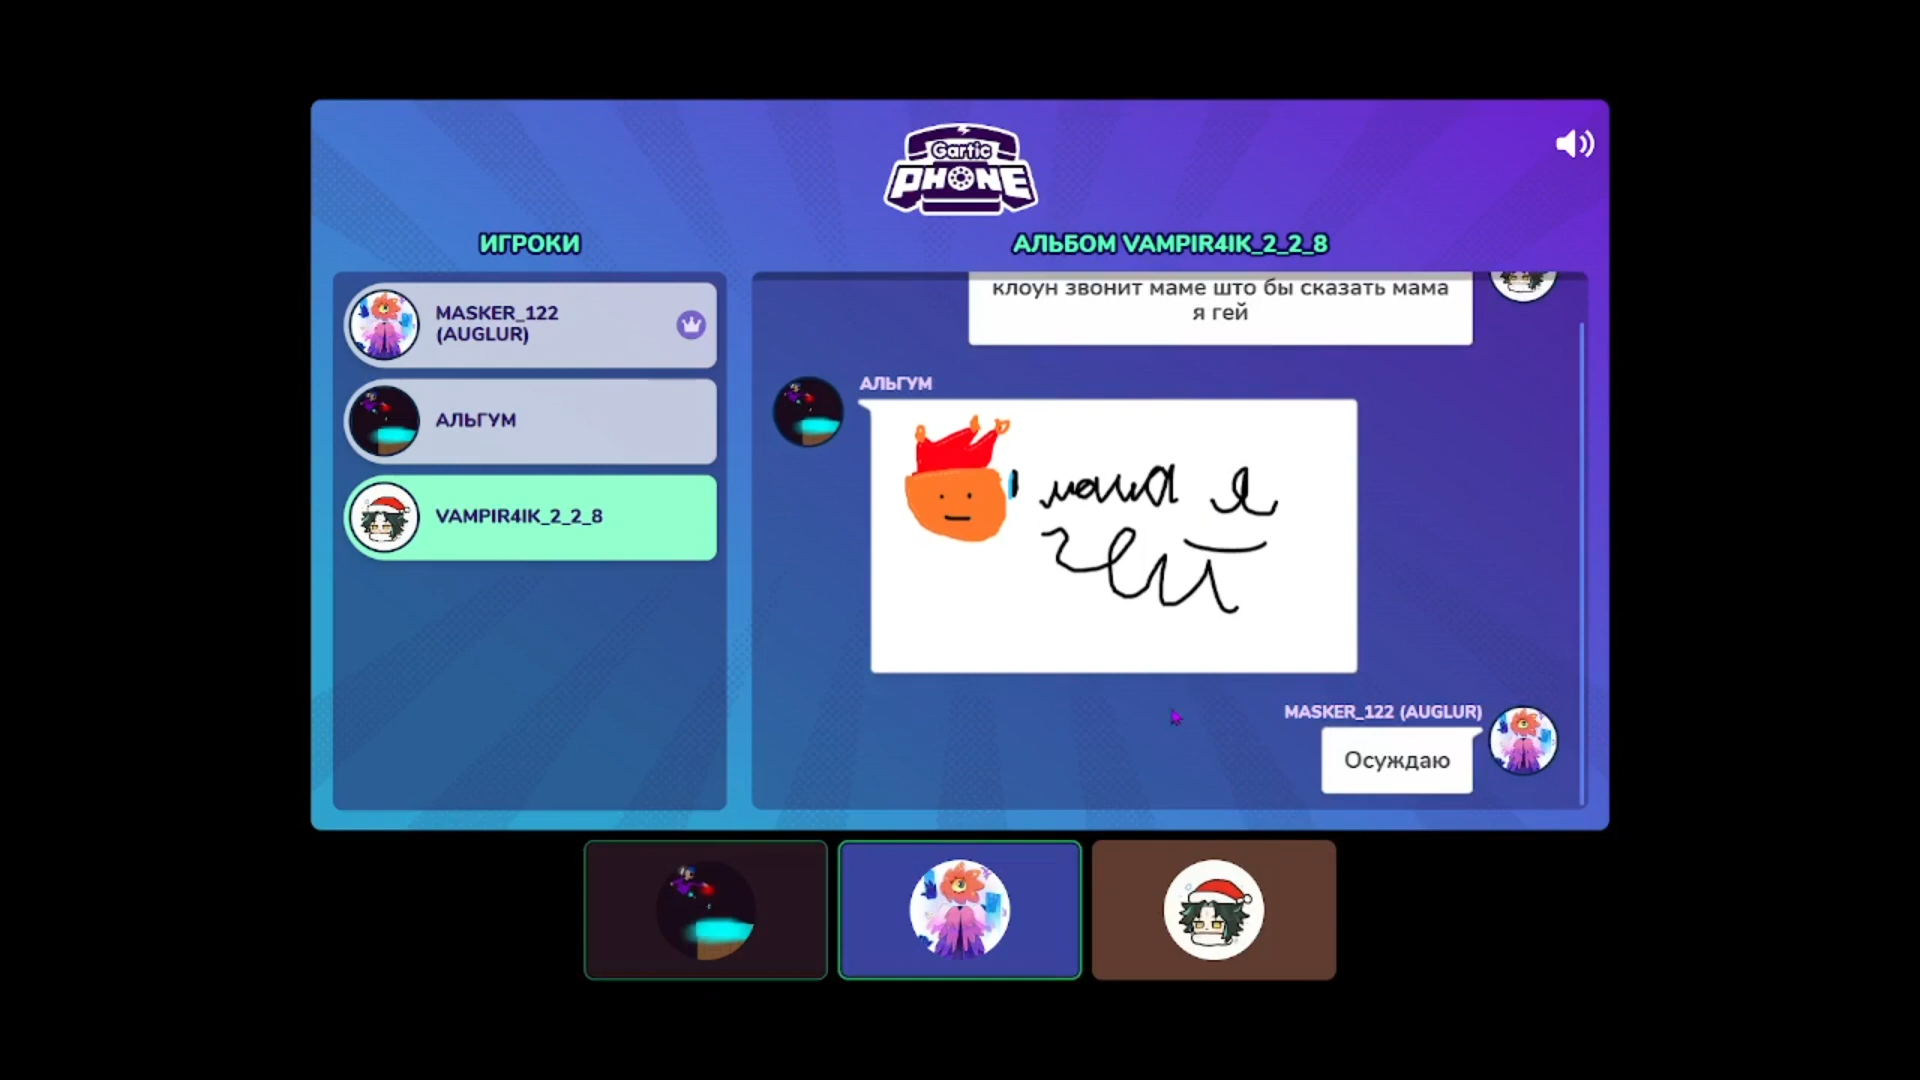 Gartic
PHONE
ИГРОКИ
MASKER_122
(AUGLUR)
АЛЬГУМ
VAMPIR4IK_2_2_8
АЛЬБОМ VAMPIR4IK_2_2_8
клоун звонит маме што бы сказать мама
я гей
АЛЬГУМ
мама я
гей
MASKER_122 (AUGLUR)
Осуждаю